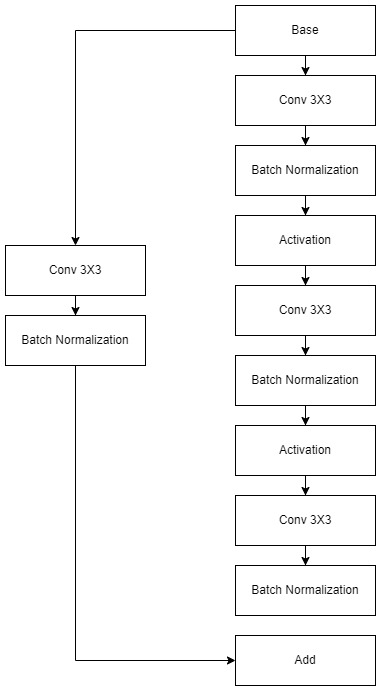 Base
Conv 3X3
Batch Normalization
Activation
Conv 3X3
Conv 3X3
Batch Normalization
Batch Normalization
Activation
Conv 3X3
Batch Normalization
Add